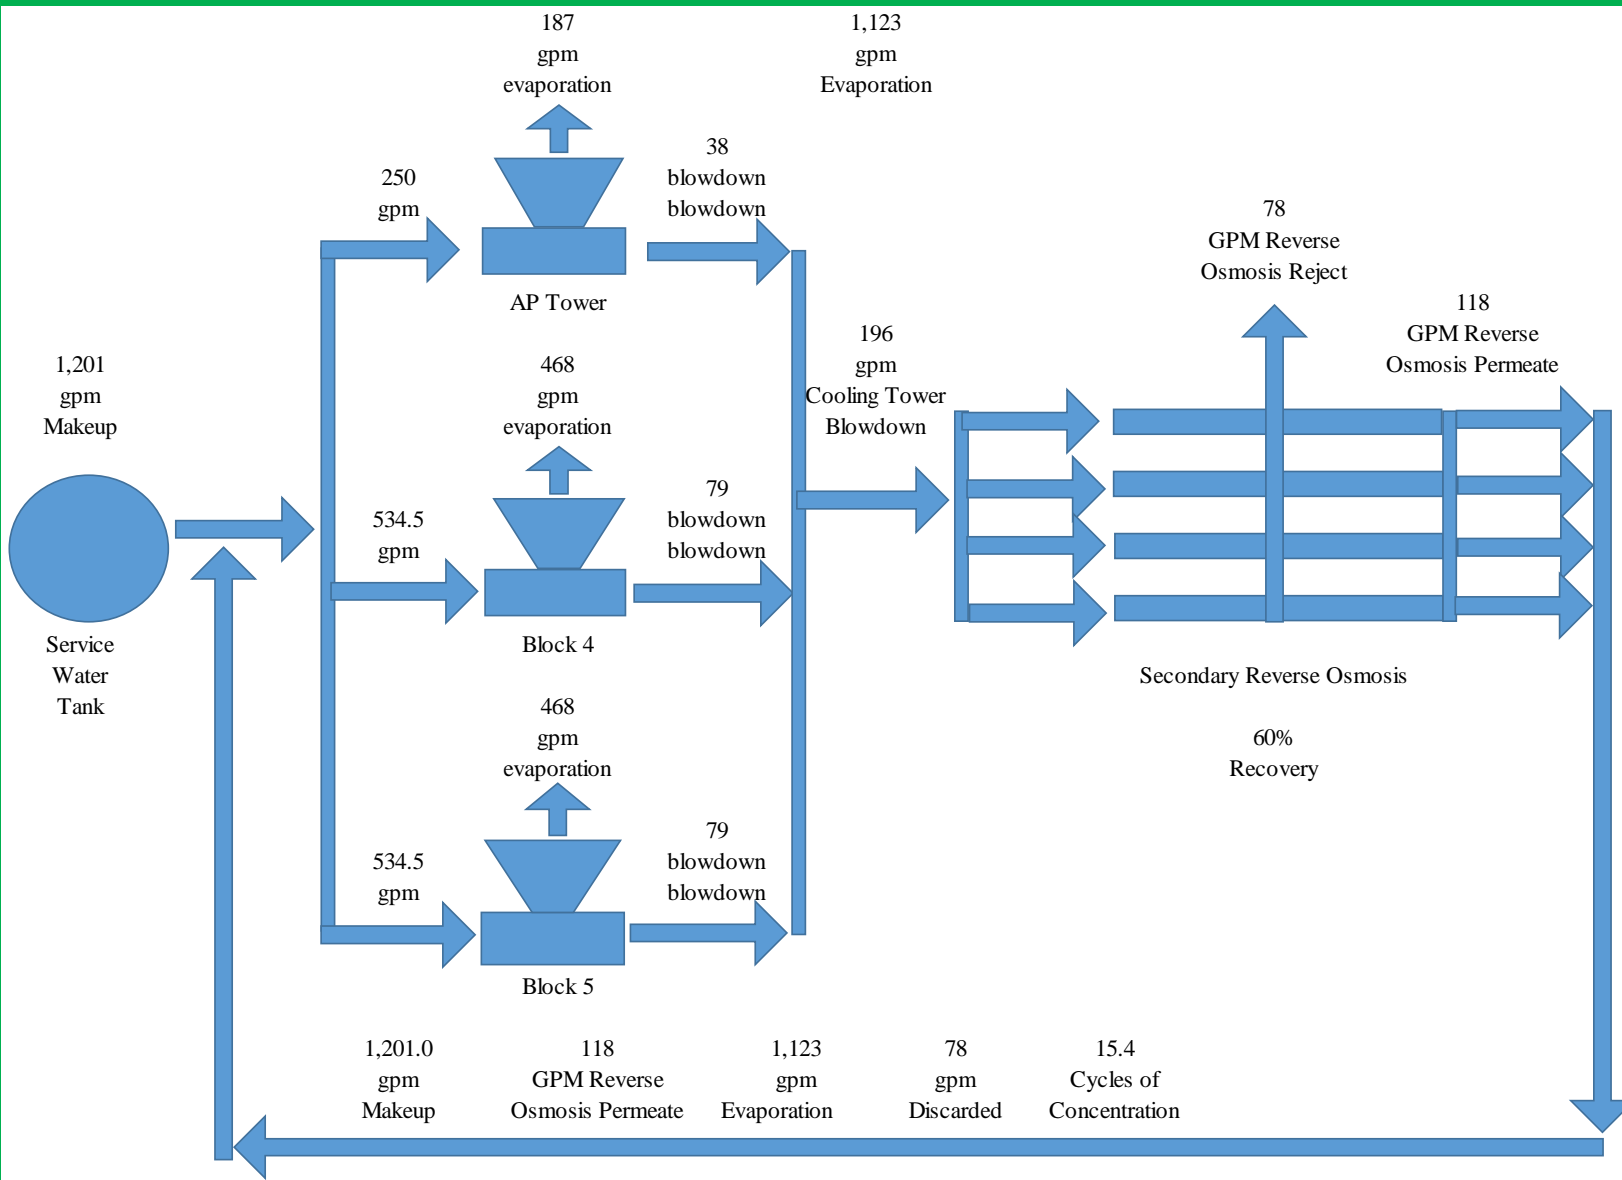 187
gpm
evaporation
1,123
gpm
Evaporation
250
gpm
38
blowdown
blowdown
AP Tower
78
GPM Reverse
Osmosis Reject
118
GPM Reverse
Osmosis Permeate
1,201
gpm
Makeup
468
gpm
evaporation
196
gpm
Cooling Tower
Blowdown
534.5
gpm
79
blowdown
blowdown
Block 4
Service
Water
Tank
Secondary Reverse Osmosis
60%
Recovery
468
gpm
evaporation
534.5
gpm
79
blowdown
blowdown
Block 5
1,201.0
gpm
Makeup
118
GPM Reverse
Osmosis Permeate
1,123
gpm
Evaporation
78
gpm
Discarded
15.4
Cycles of
Concentration